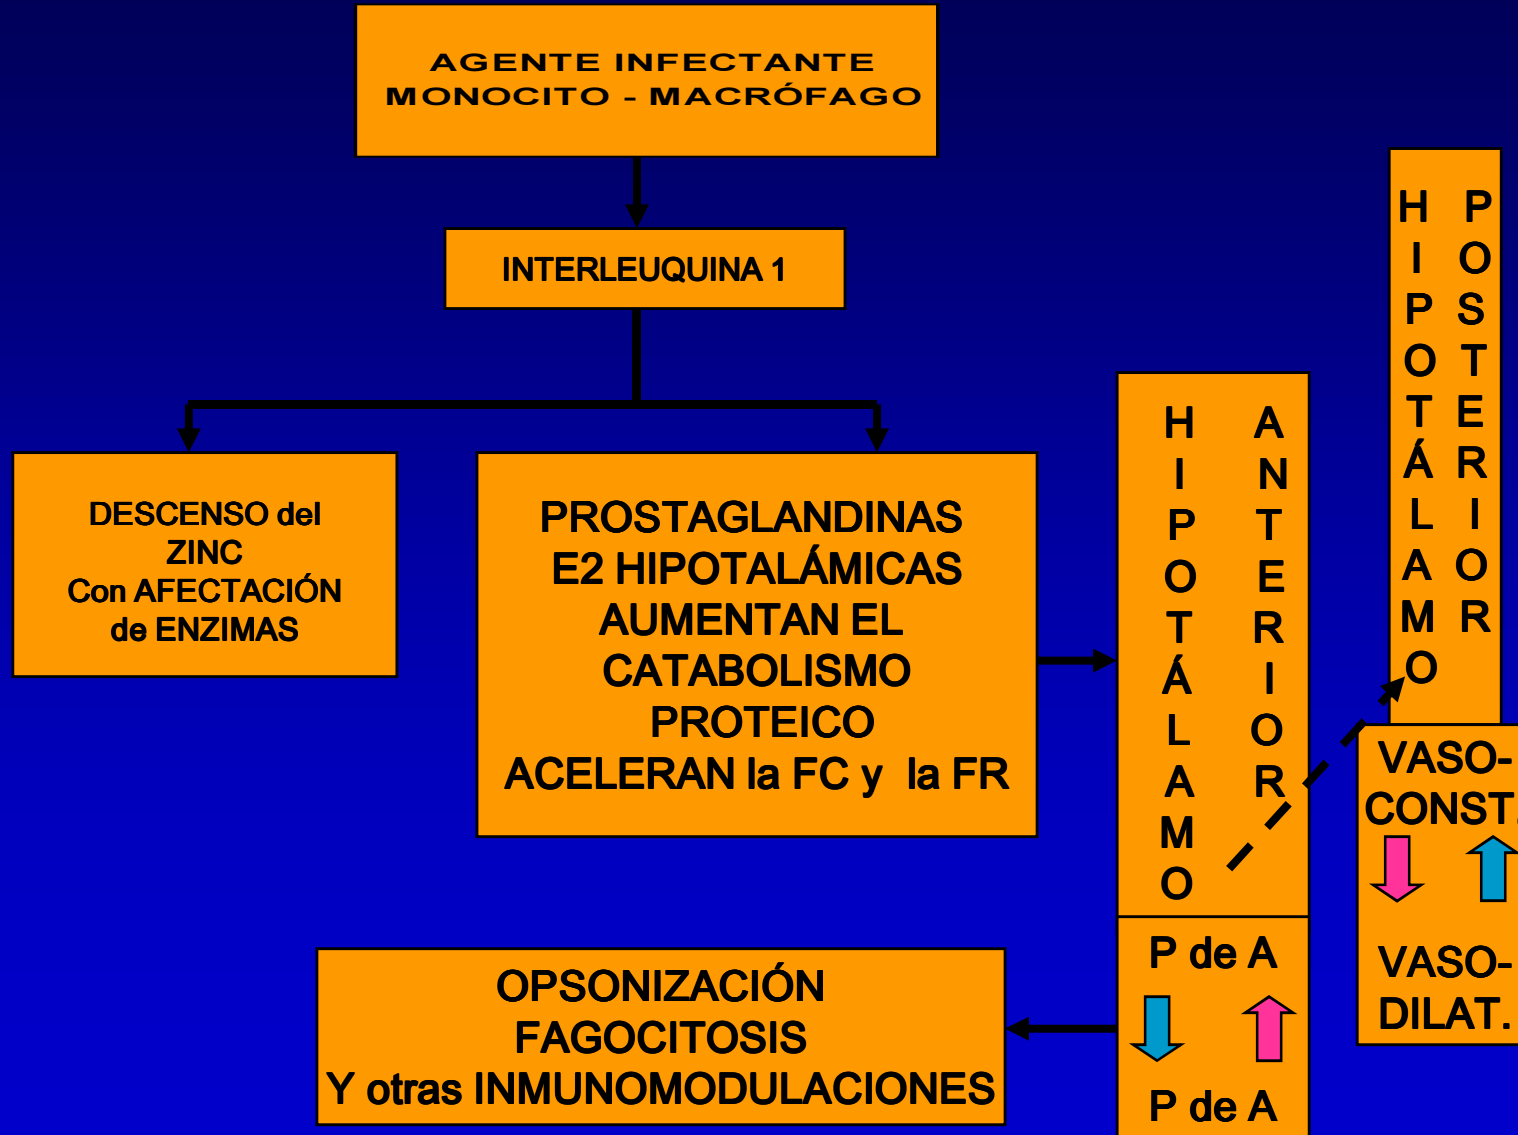 AGENTE INFECTANTE
MONOCITO - MACRÓFAGO
INTERLEUQUINA 1
DESCENSO del
ZINC
Con AFECTACIÓN
de ENZIMAS
PROSTAGLANDINAS
E2 HIPOTALÁMICAS
AUMENTAN EL
CATABOLISMO
PROTEICO
ACELERAN la FC y la FR
HIPOTÁLAMO
ANTERIOR
HIPOTÁLAMO
POSTERIOR
VASO-
CONST.
VASO-
DILAT.
P de A
P de A
OPSONIZACIÓN
FAGOCITOSIS
Y otras INMUNOMODULACIONES